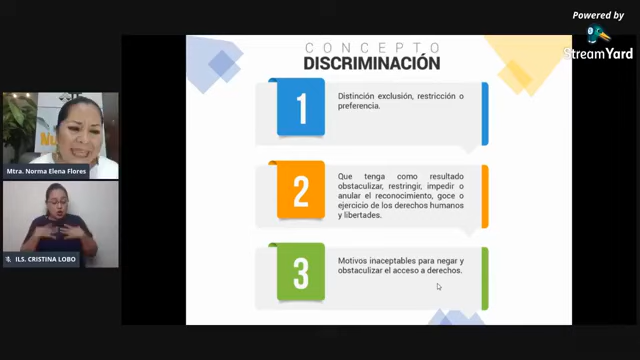 Powered by
StreamYard
CONCEPTO
DISCRIMINACIÓN
1
Distinción exclusión, restricción o
preferencia.
2
Que tenga como resultado
obstaculizar, restringir, impedir o
anular el reconocimiento, goce o
ejercicio de los derechos humanos
y libertades.
3
Motivos inaceptables para negar y
obstaculizar el acceso a derechos.
Mtra. Norma Elena Flores
ILS. CRISTINA LOBO